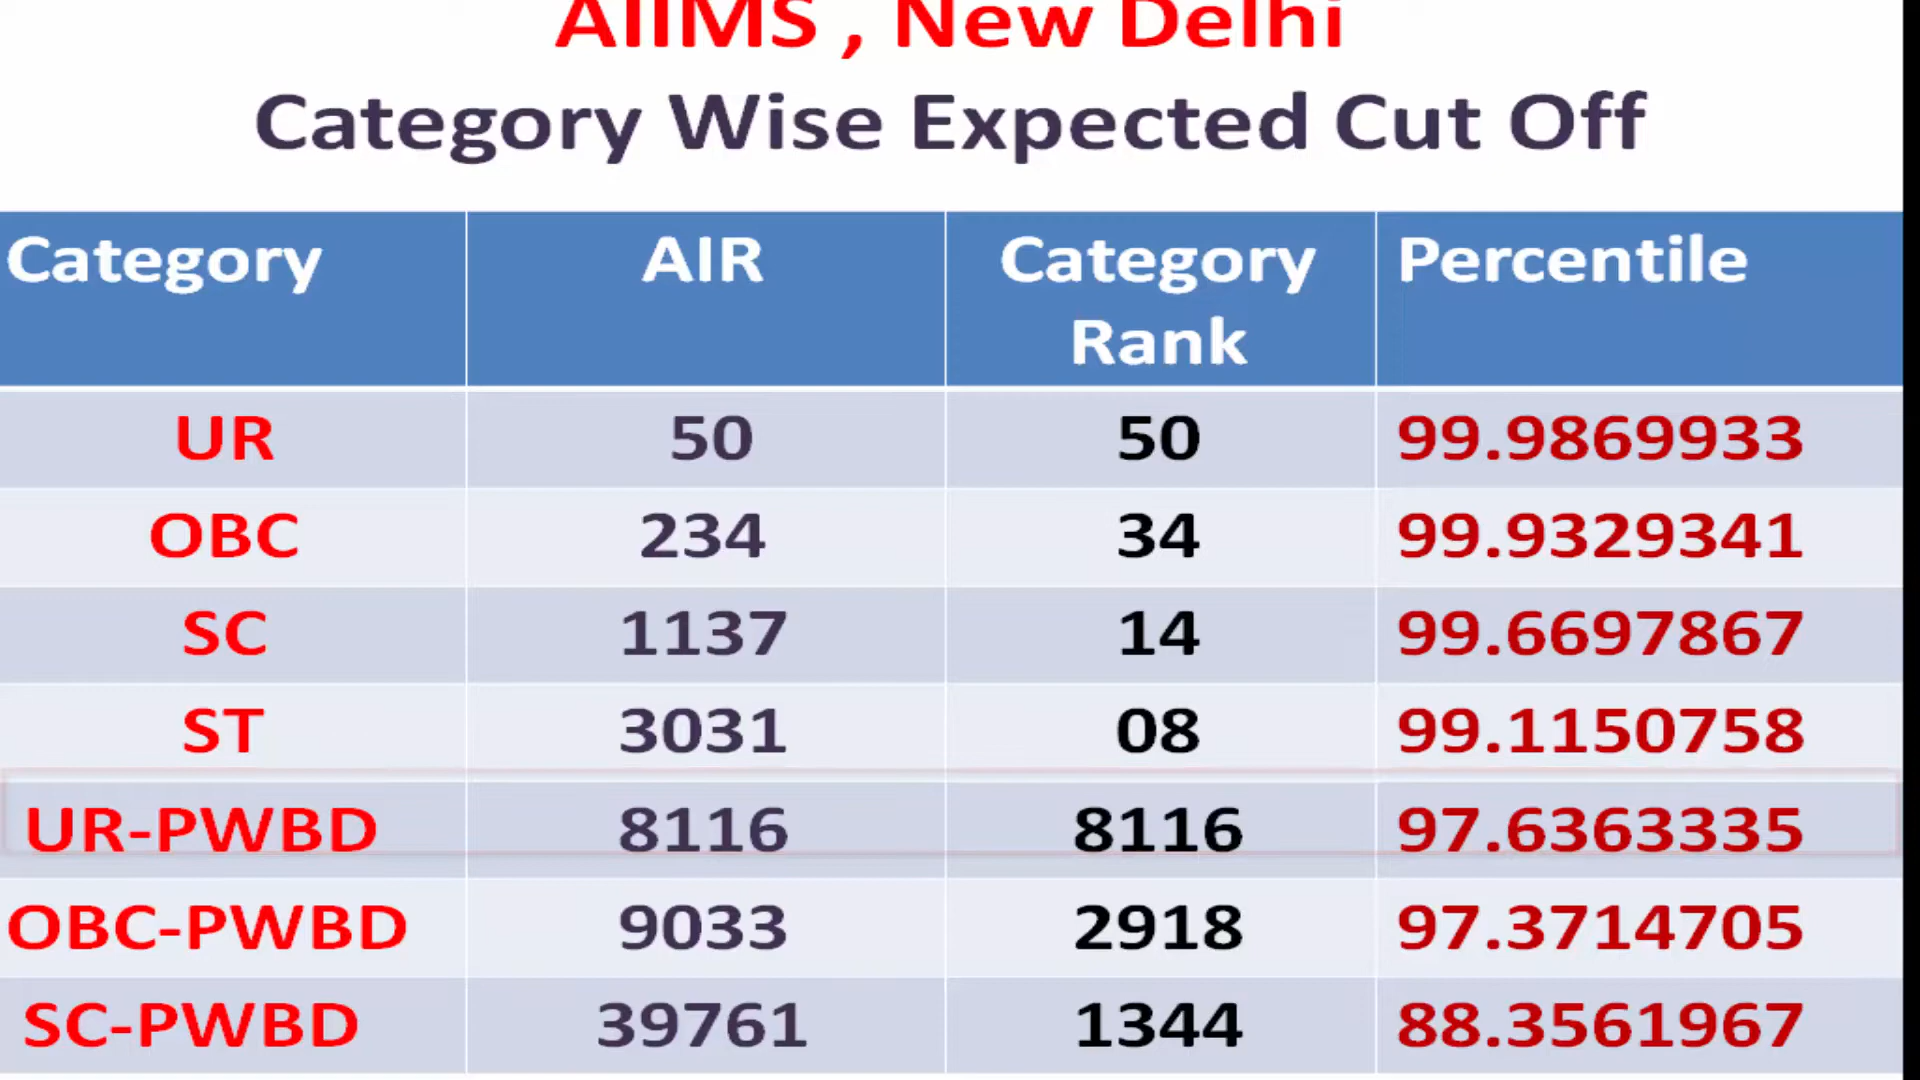 AIIMS , New Delhi
Category Wise Expected Cut Off
Category AIR Category Rank Percentile
UR 50 50 99.9869933
OBC 234 34 99.9329341
SC 1137 14 99.6697867
ST 3031 08 99.1150758
UR-PWBD 8116 8116 97.6363335
OBC-PWBD 9033 2918 97.3714705
SC-PWBD 39761 1344 88.3561967